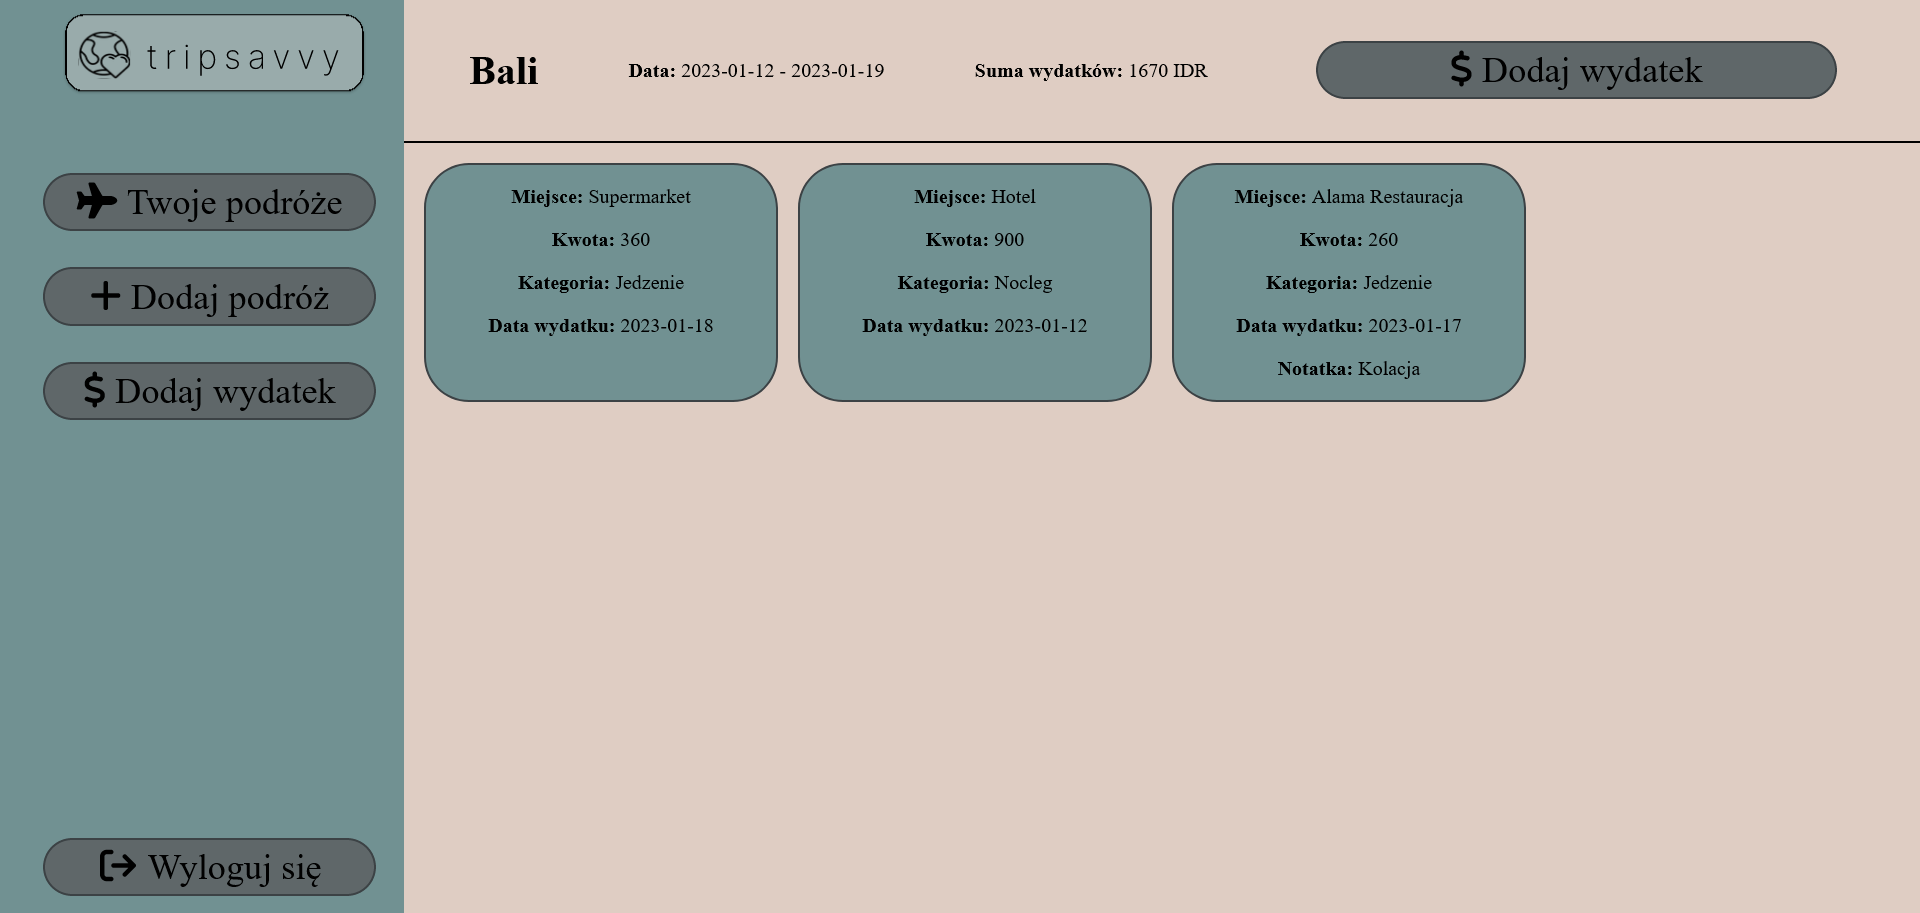 tripsavvy
Twoje podróże
Dodaj podróż
Dodaj wydatek
Wyloguj się
Bali
Data: 2023-01-12 - 2023-01-19
Suma wydatków: 1670 IDR
Dodaj wydatek
Miejsce: Supermarket
Kwota: 360
Kategoria: Jedzenie
Data wydatku: 2023-01-18
Miejsce: Hotel
Kwota: 900
Kategoria: Nocleg
Data wydatku: 2023-01-12
Miejsce: Alama Restauracja
Kwota: 260
Kategoria: Jedzenie
Data wydatku: 2023-01-17
Notatka: Kolacja